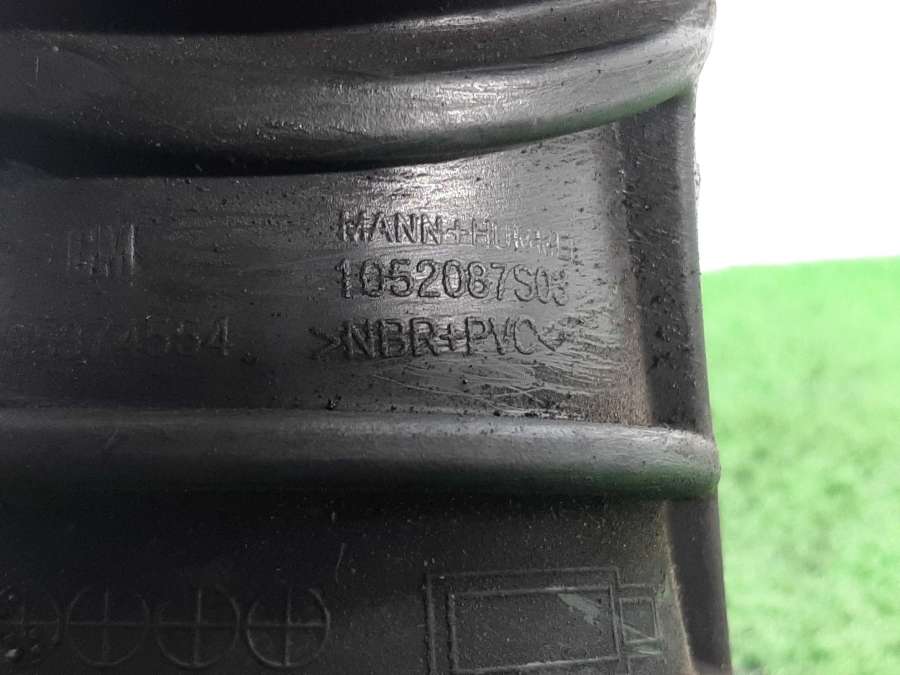 GM
MANN+HUMMEL
1052087S03
>NBR+PVC<